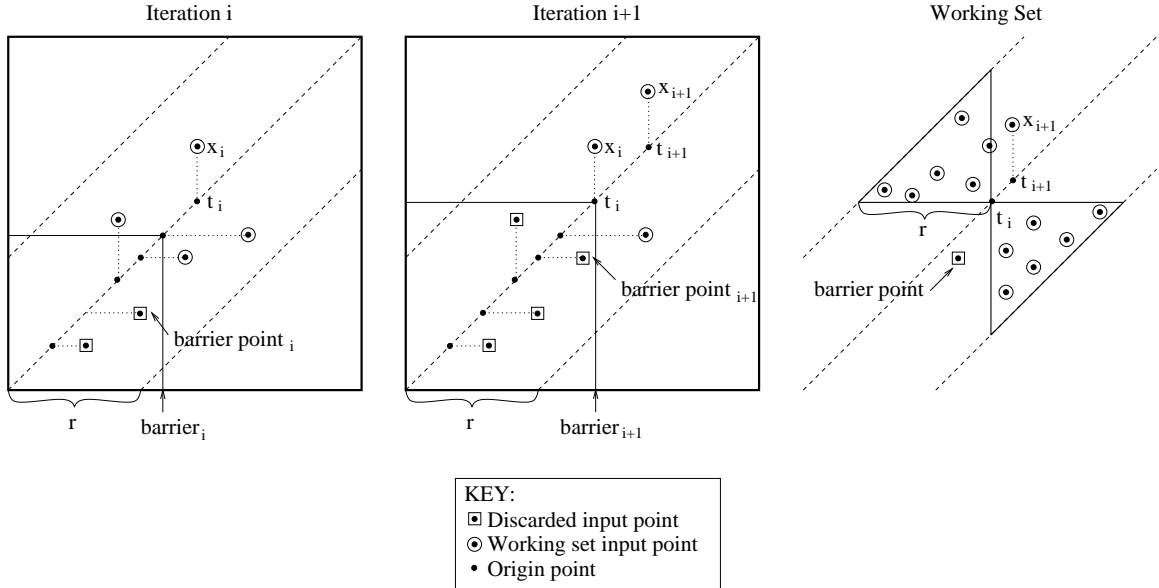 Iteration i
x i
t i
barrier point i
r
barrier i
Iteration i+1
x i+1
x i
t i+1
t i
barrier point i+1
r
barrier i+1
Working Set
x i+1
t i+1
r
t i
barrier point
KEY:
Discarded input point
Working set input point
Origin point